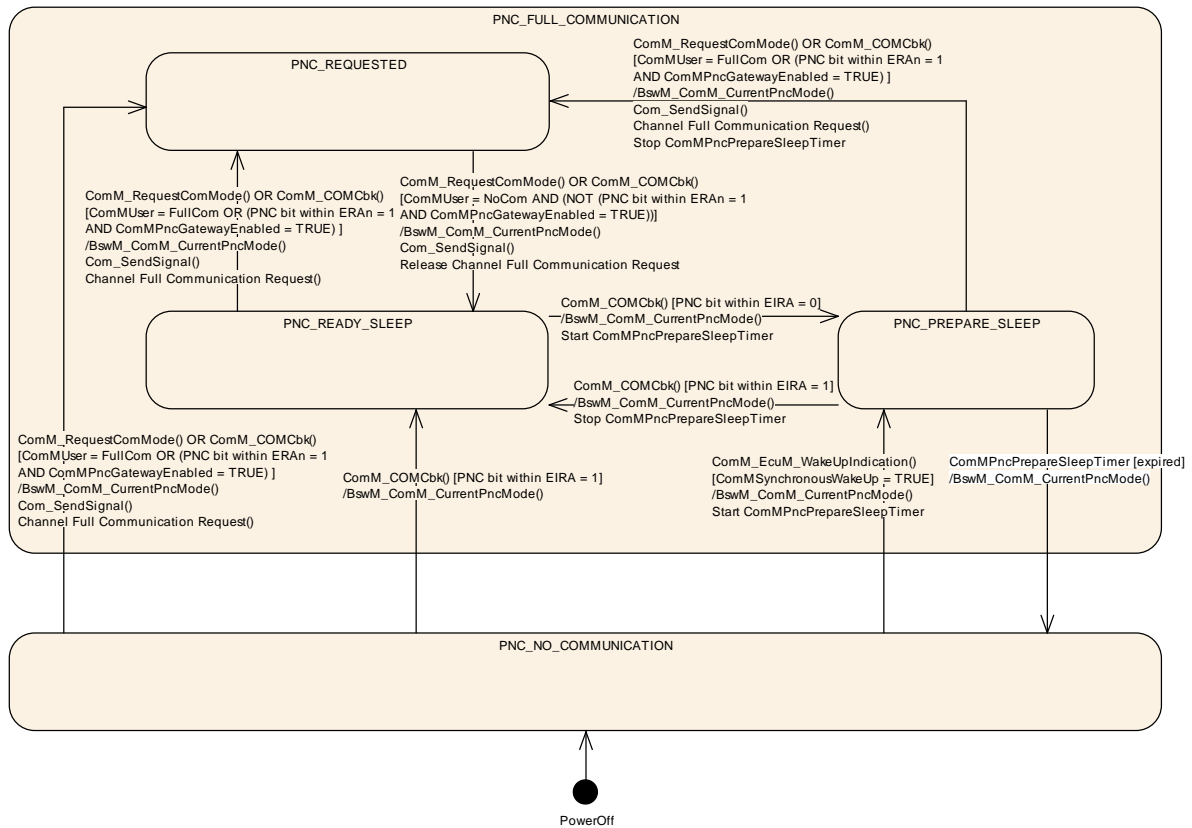 PNC_FULL_COMMUNICATION
PNC_REQUESTED
ComM_RequestComMode() OR ComM_COMCbk()
[ComMUser = FullCom OR (PNC bit within ERAn = 1
AND ComMPncGatewayEnabled = TRUE) ]
/BswM_ComM_CurrentPncMode()
Com_SendSignal()
Channel Full Communication Request()
Stop ComMPncPrepareSleepTimer
ComM_RequestComMode() OR ComM_COMCbk()
[ComMUser = FullCom OR (PNC bit within ERAn = 1
AND ComMPncGatewayEnabled = TRUE) ]
/BswM_ComM_CurrentPncMode()
Com_SendSignal()
Channel Full Communication Request()
ComM_RequestComMode() OR ComM_COMCbk()
[ComMUser = NoCom AND (NOT (PNC bit within ERAn = 1
AND ComMPncGatewayEnabled = TRUE))]
/BswM_ComM_CurrentPncMode()
Com_SendSignal()
Release Channel Full Communication Request
PNC_READY_SLEEP
ComM_COMCbk() [PNC bit within EIRA = 0]
/BswM_ComM_CurrentPncMode()
Start ComMPncPrepareSleepTimer
PNC_PREPARE_SLEEP
ComM_COMCbk() [PNC bit within EIRA = 1]
/BswM_ComM_CurrentPncMode()
Stop ComMPncPrepareSleepTimer
ComM_RequestComMode() OR ComM_COMCbk()
[ComMUser = FullCom OR (PNC bit within ERAn = 1
AND ComMPncGatewayEnabled = TRUE) ]
/BswM_ComM_CurrentPncMode()
Com_SendSignal()
Channel Full Communication Request()
ComM_COMCbk() [PNC bit within EIRA = 1]
/BswM_ComM_CurrentPncMode()
ComM_EcuM_WakeUpIndication()
[ComMSynchronousWakeUp = TRUE]
/BswM_ComM_CurrentPncMode()
Start ComMPncPrepareSleepTimer
ComMPncPrepareSleepTimer [expired]
/BswM_ComM_CurrentPncMode()
PNC_NO_COMMUNICATION
PowerOff